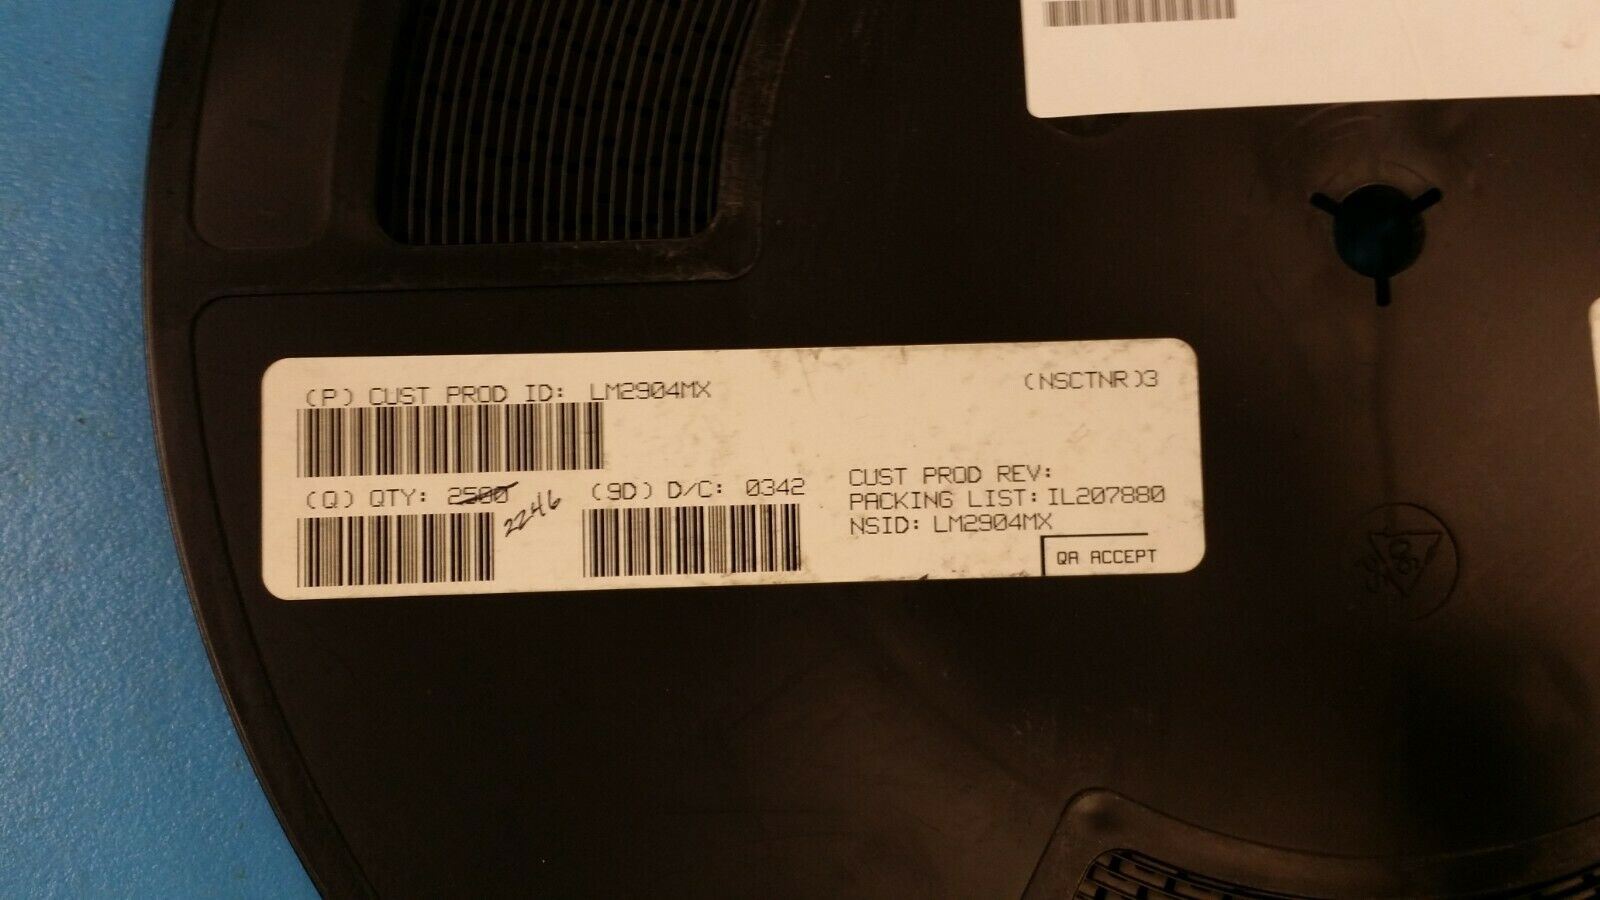 (P) CUST PROD ID: LM2904MX
(NSCTNR)3
(Q) QTY: 2500
2246
(9D) D/C: 0342
CUST PROD REV:
PACKING LIST: IL207880
NSID: LM2904MX
QA ACCEPT